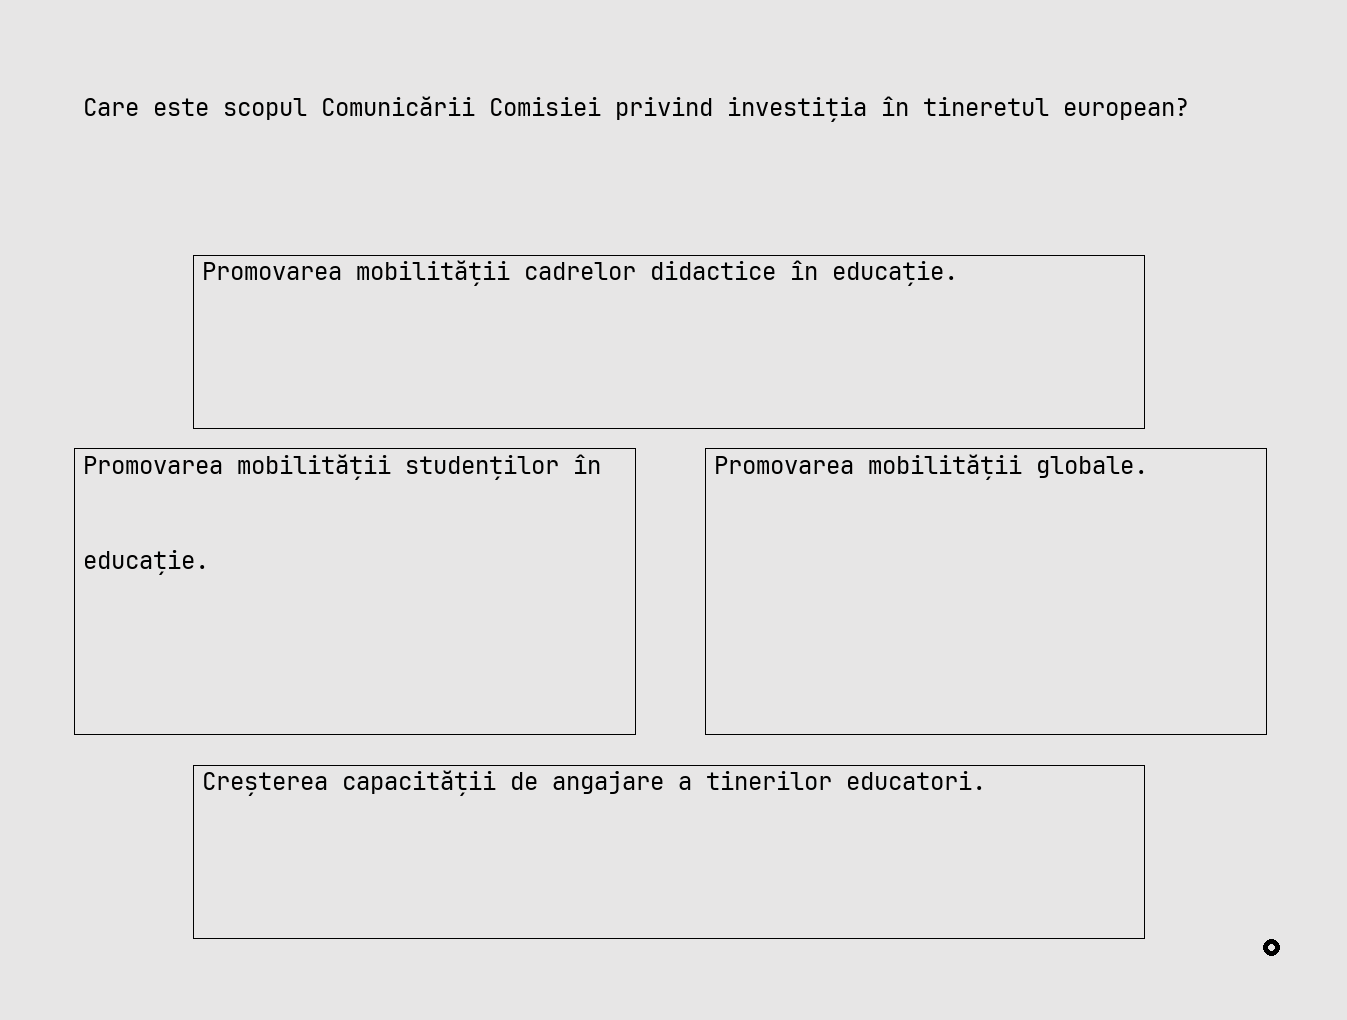 Care este scopul Comunicării Comisiei privind investiția în tineretul european?
Promovarea mobilității cadrelor didactice în educație.
Promovarea mobilității studenților în
educație.
Promovarea mobilității globale.
Creșterea capacității de angajare a tinerilor educatori.